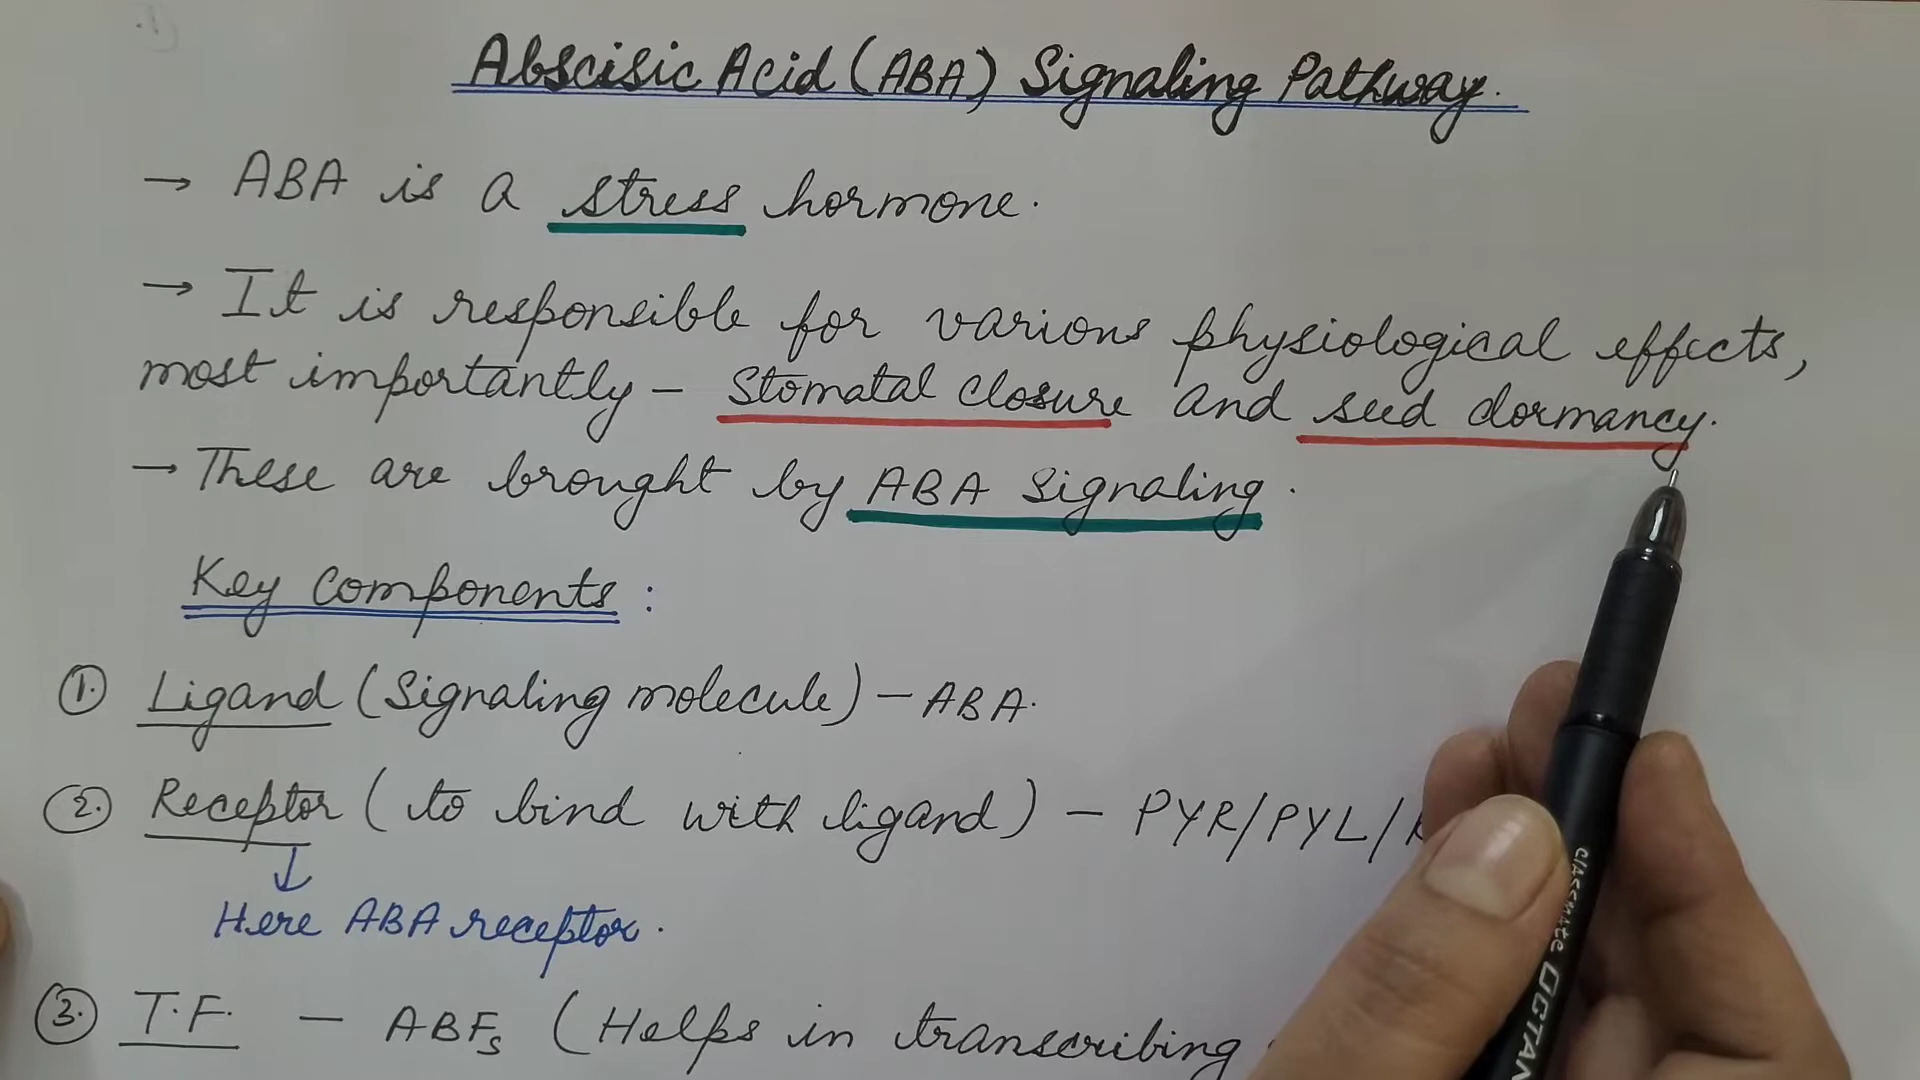 Abscisic Acid (ABA) Signaling Pathway.
→ ABA is a stress hormone.
→ It is responsible for various physiological effects,
most importantly – Stomatal closure and seed dormancy.
→ These are brought by ABA Signaling.
Key Components :
1. Ligand (Signaling molecule) – ABA.
2. Receptor (to bind with ligand) – PYR/PYL/
↓
Here ABA receptor.
3. T.F. – ABFs (Helps in transcribing
classmate OCTAN